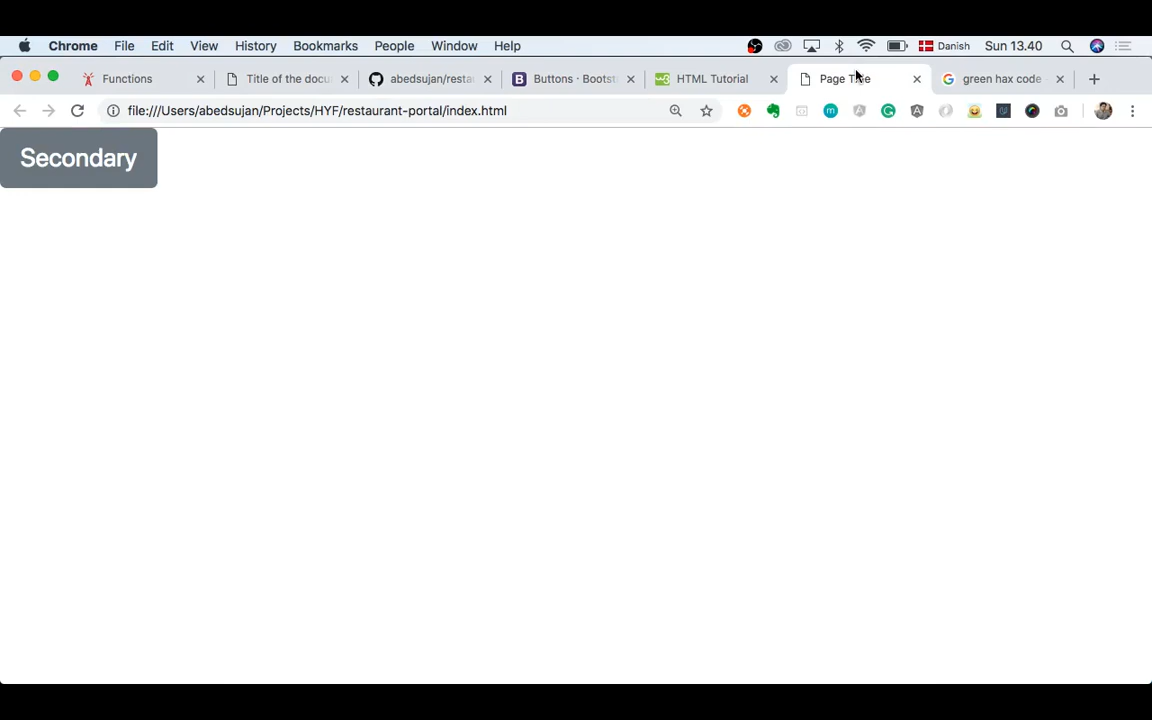 Chrome File Edit View History Bookmarks People Window Help Danish Sun 13.40
Functions Title of the docu abedsujan/resta Buttons · Bootst HTML Tutorial Page Title green hax code
file:///Users/abedsujan/Projects/HYF/restaurant-portal/index.html
Secondary